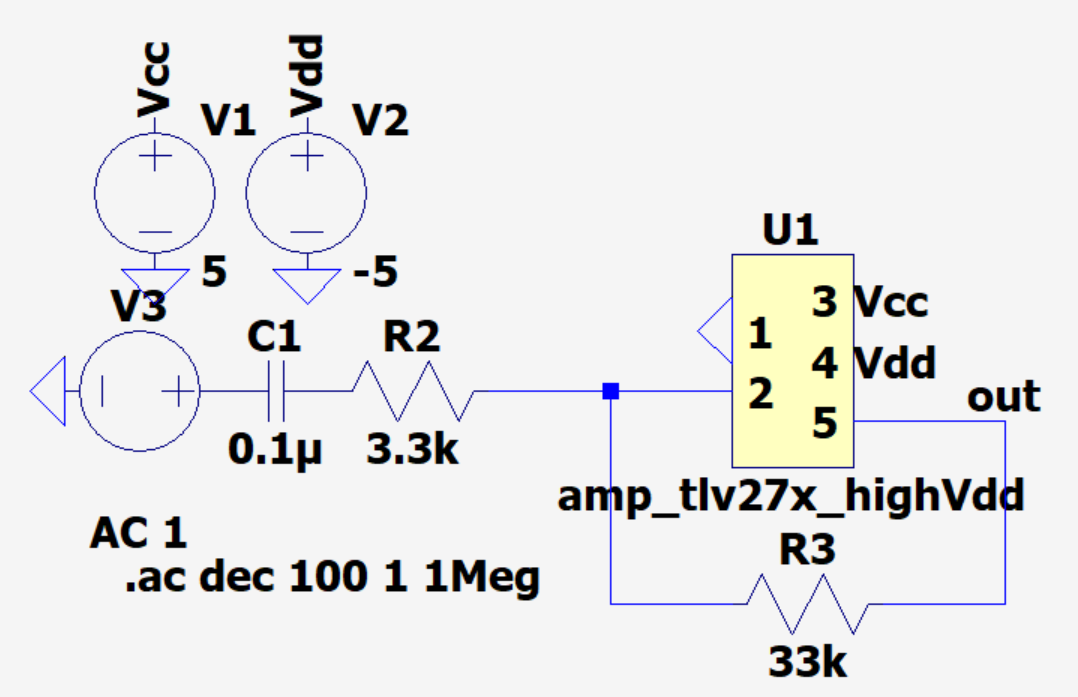 Vcc
Vdd
V1
V2
5
-5
V3
C1
R2
0.1µ
3.3k
AC 1
.ac dec 100 1 1Meg
U1
1
2
3
4
5
Vcc
Vdd
out
amp_tlv27x_highVdd
R3
33k